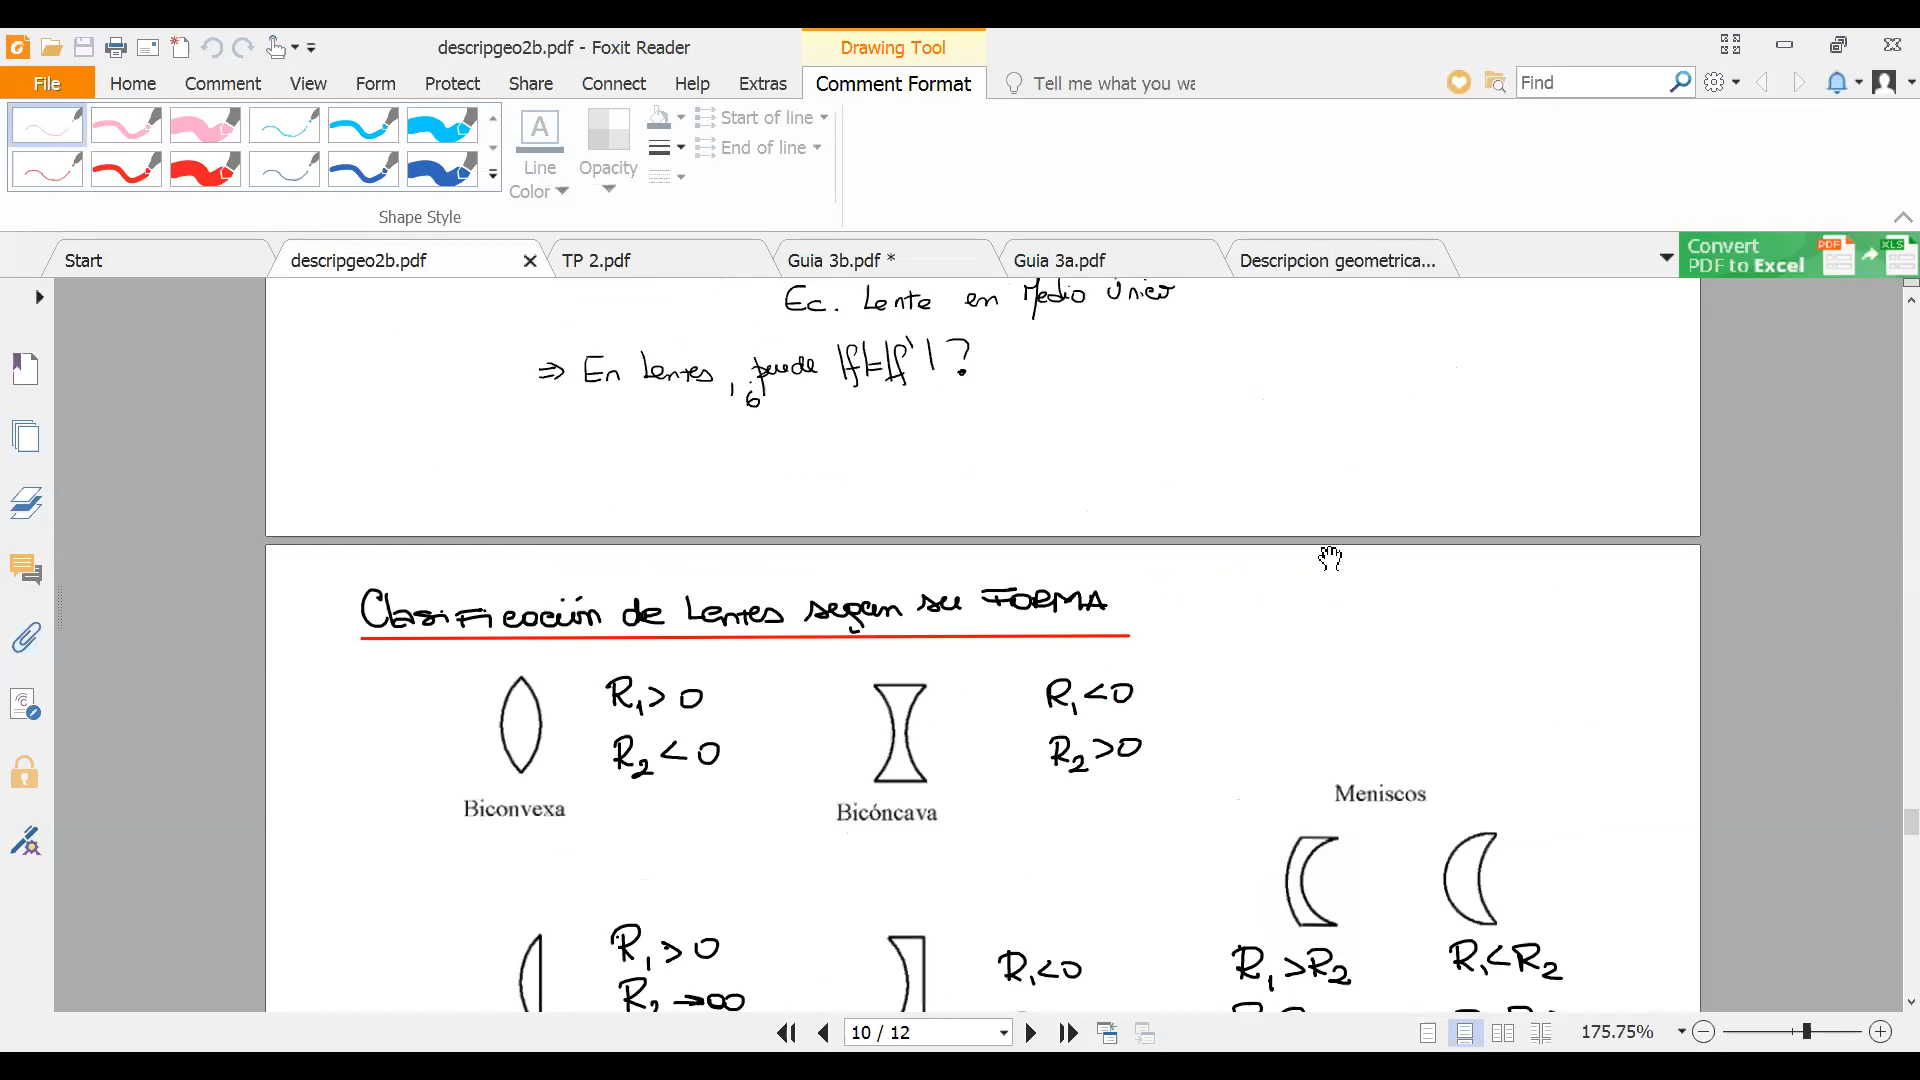 descripgeo2b.pdf - Foxit Reader
Drawing Tool
File
Home
Comment
View
Form
Protect
Share
Connect
Help
Extras
Comment Format
Tell me what you wa
Find
A
Line
Color
Opacity
Start of line
End of line
Shape Style
Start
descripgeo2b.pdf
TP 2.pdf
Guia 3b.pdf *
Guia 3a.pdf
Descripcion geometrica...
Convert
PDF to Excel
PDF
XLS
Ec. Lente en Medio único
⇒ En Lentes, ¿puede |f|=|f'| ?
Clasificación de Lentes según su FORMA
R₁ > 0
R₂ < 0
Biconvexa
R₁ < 0
R₂ > 0
Bicóncava
Meniscos
R₁ > 0
R₂ → ∞
R₁ < 0
R₁ > R₂
R₁ < R₂
10 / 12
175.75%